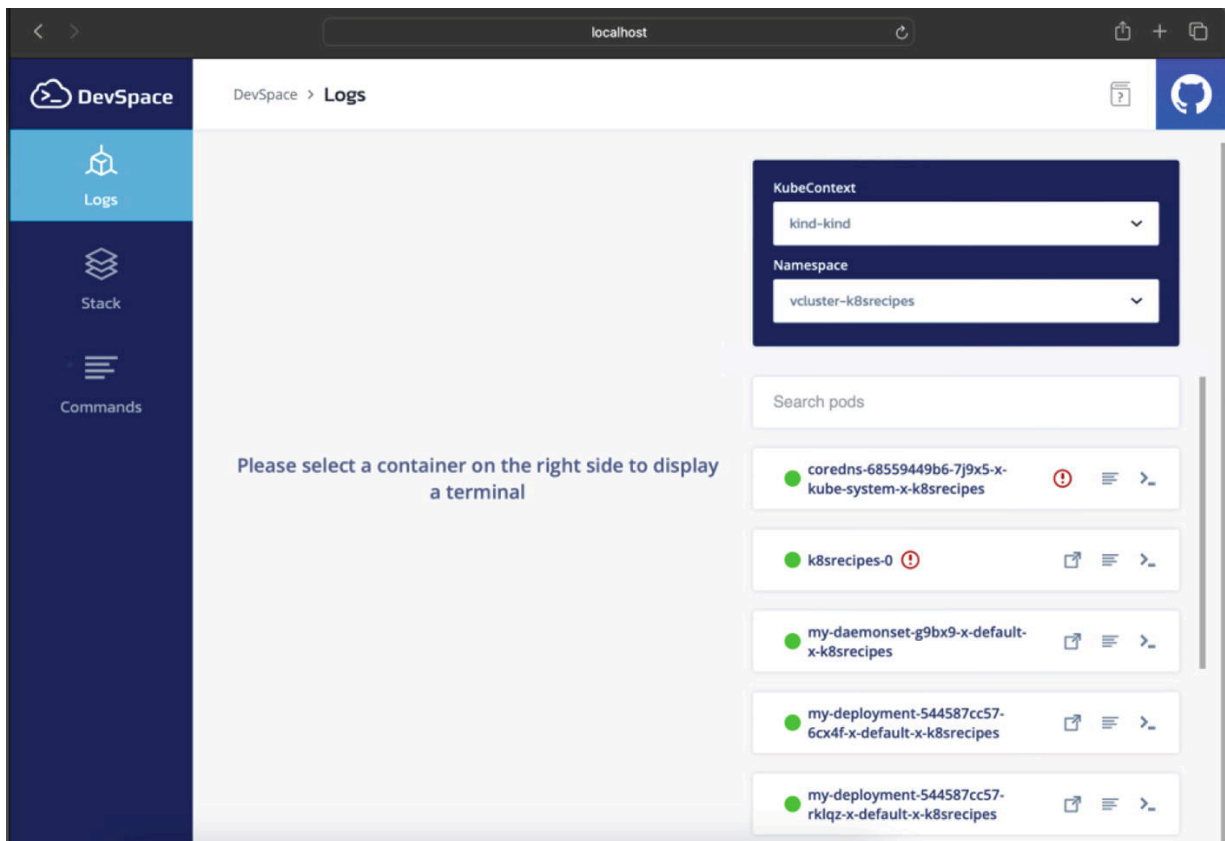 localhost
DevSpace
DevSpace > Logs
?
Logs
Stack
Commands
Please select a container on the right side to display
a terminal
KubeContext
kind-kind
Namespace
vcluster-k8srecipes
Search pods
coredns-68559449b6-7j9x5-x-
kube-system-x-k8srecipes
k8srecipes-0
my-daemonset-g9bx9-x-default-
x-k8srecipes
my-deployment-544587cc57-
6cx4f-x-default-x-k8srecipes
my-deployment-544587cc57-
rklqz-x-default-x-k8srecipes